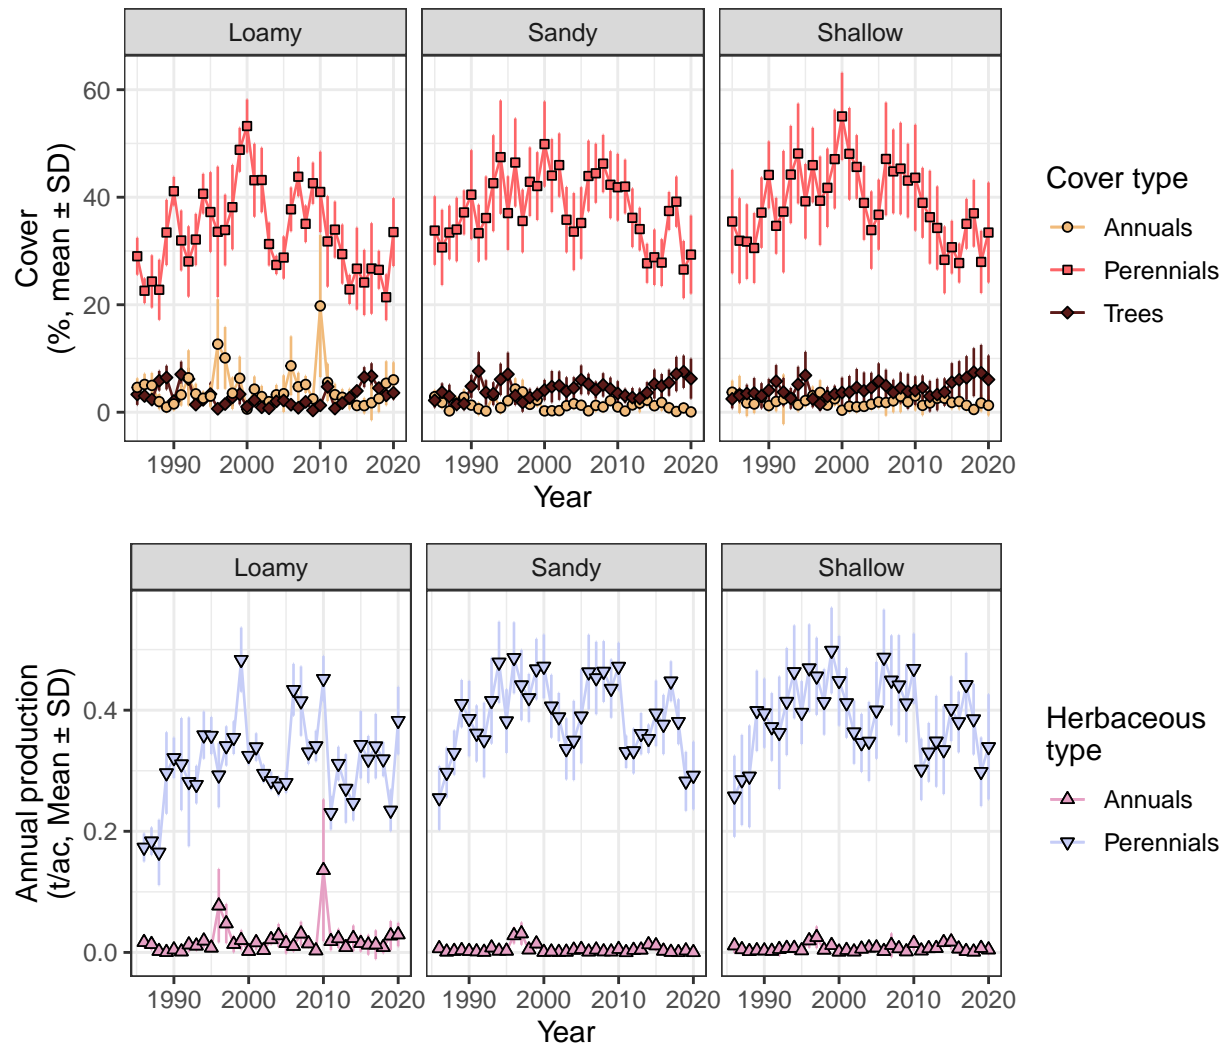 Loamy Sandy Shallow
60
40
20
0
Cover
(%, mean ± SD)
1990 2000 2010 2020 1990 2000 2010 2020 1990 2000 2010 2020
Year
Cover type
Annuals
Perennials
Trees
Loamy Sandy Shallow
0.4
0.2
0.0
Annual production
(t/ac, Mean ± SD)
1990 2000 2010 2020 1990 2000 2010 2020 1990 2000 2010 2020
Year
Herbaceous
type
Annuals
Perennials